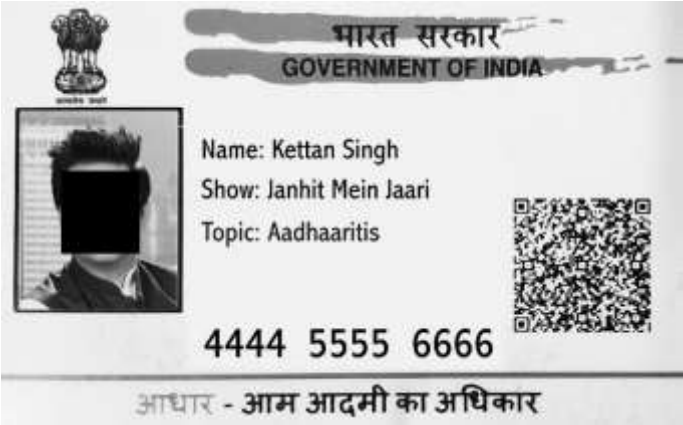 भारत सरकार
GOVERNMENT OF INDIA
Name: Kettan Singh
Show: Janhit Mein Jaari
Topic: Aadhaaritis
4444 5555 6666
आधार - आम आदमी का अधिकार